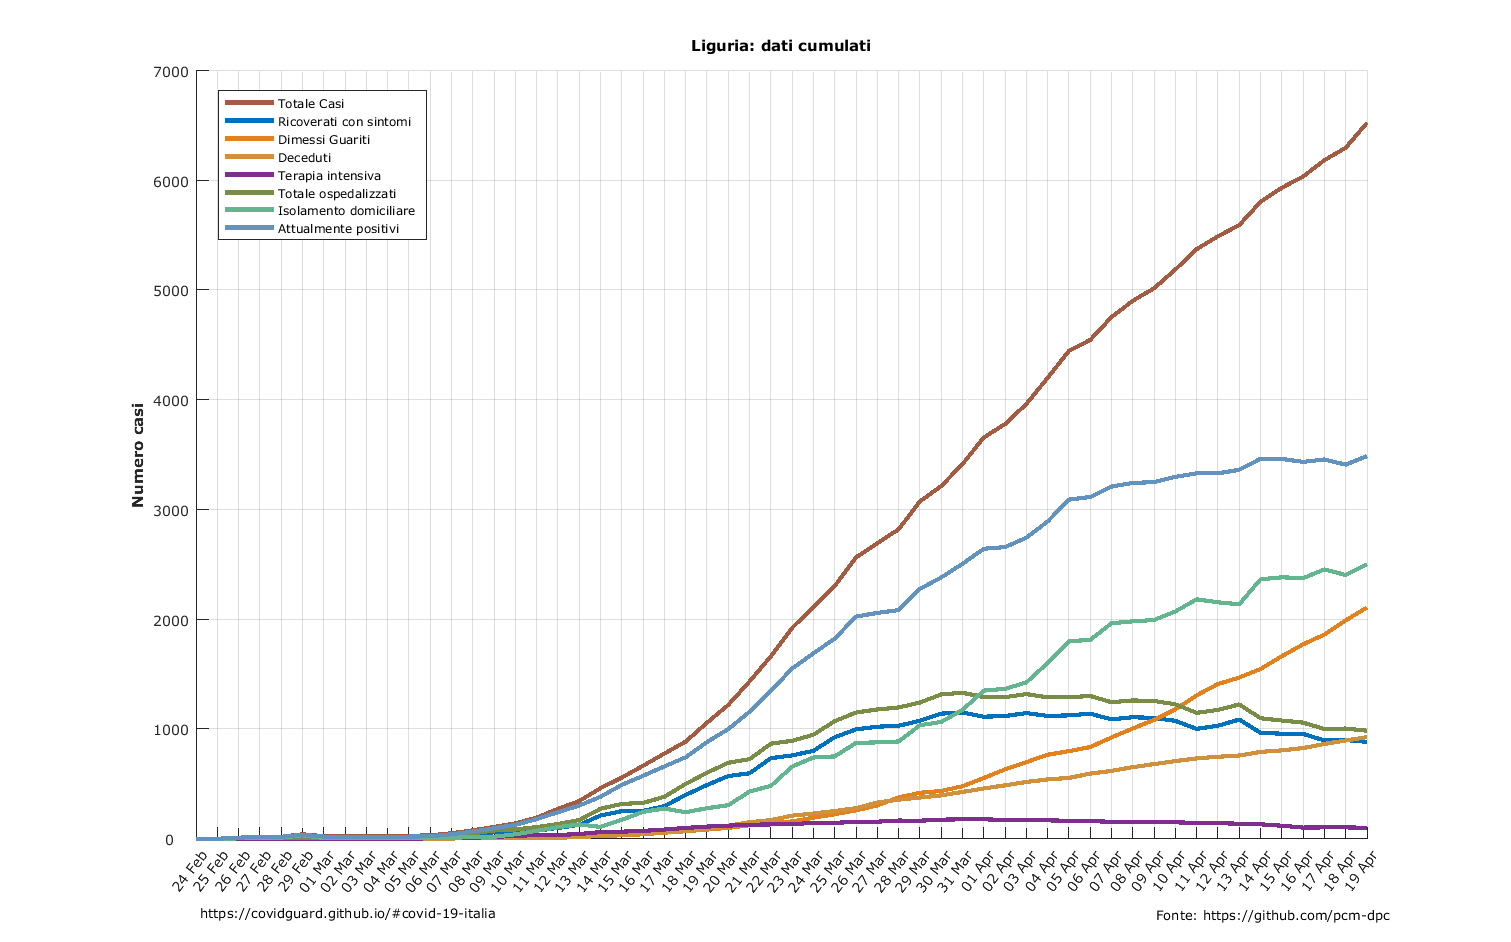 Liguria: dati cumulati
7000
6000
5000
4000
3000
2000
1000
0
Numero casi
Totale Casi
Ricoverati con sintomi
Dimessi Guariti
Deceduti
Terapia intensiva
Totale ospedalizzati
Isolamento domiciliare
Attualmente positivi
24 Feb
25 Feb
26 Feb
27 Feb
28 Feb
29 Feb
01 Mar
02 Mar
03 Mar
04 Mar
05 Mar
06 Mar
07 Mar
08 Mar
09 Mar
10 Mar
11 Mar
12 Mar
13 Mar
14 Mar
15 Mar
16 Mar
17 Mar
18 Mar
19 Mar
20 Mar
21 Mar
22 Mar
23 Mar
24 Mar
25 Mar
26 Mar
27 Mar
28 Mar
29 Mar
30 Mar
31 Mar
01 Apr
02 Apr
03 Apr
04 Apr
05 Apr
06 Apr
07 Apr
08 Apr
09 Apr
10 Apr
11 Apr
12 Apr
13 Apr
14 Apr
15 Apr
16 Apr
17 Apr
18 Apr
19 Apr
https://covidguard.github.io/#covid-19-italia
Fonte: https://github.com/pcm-dpc